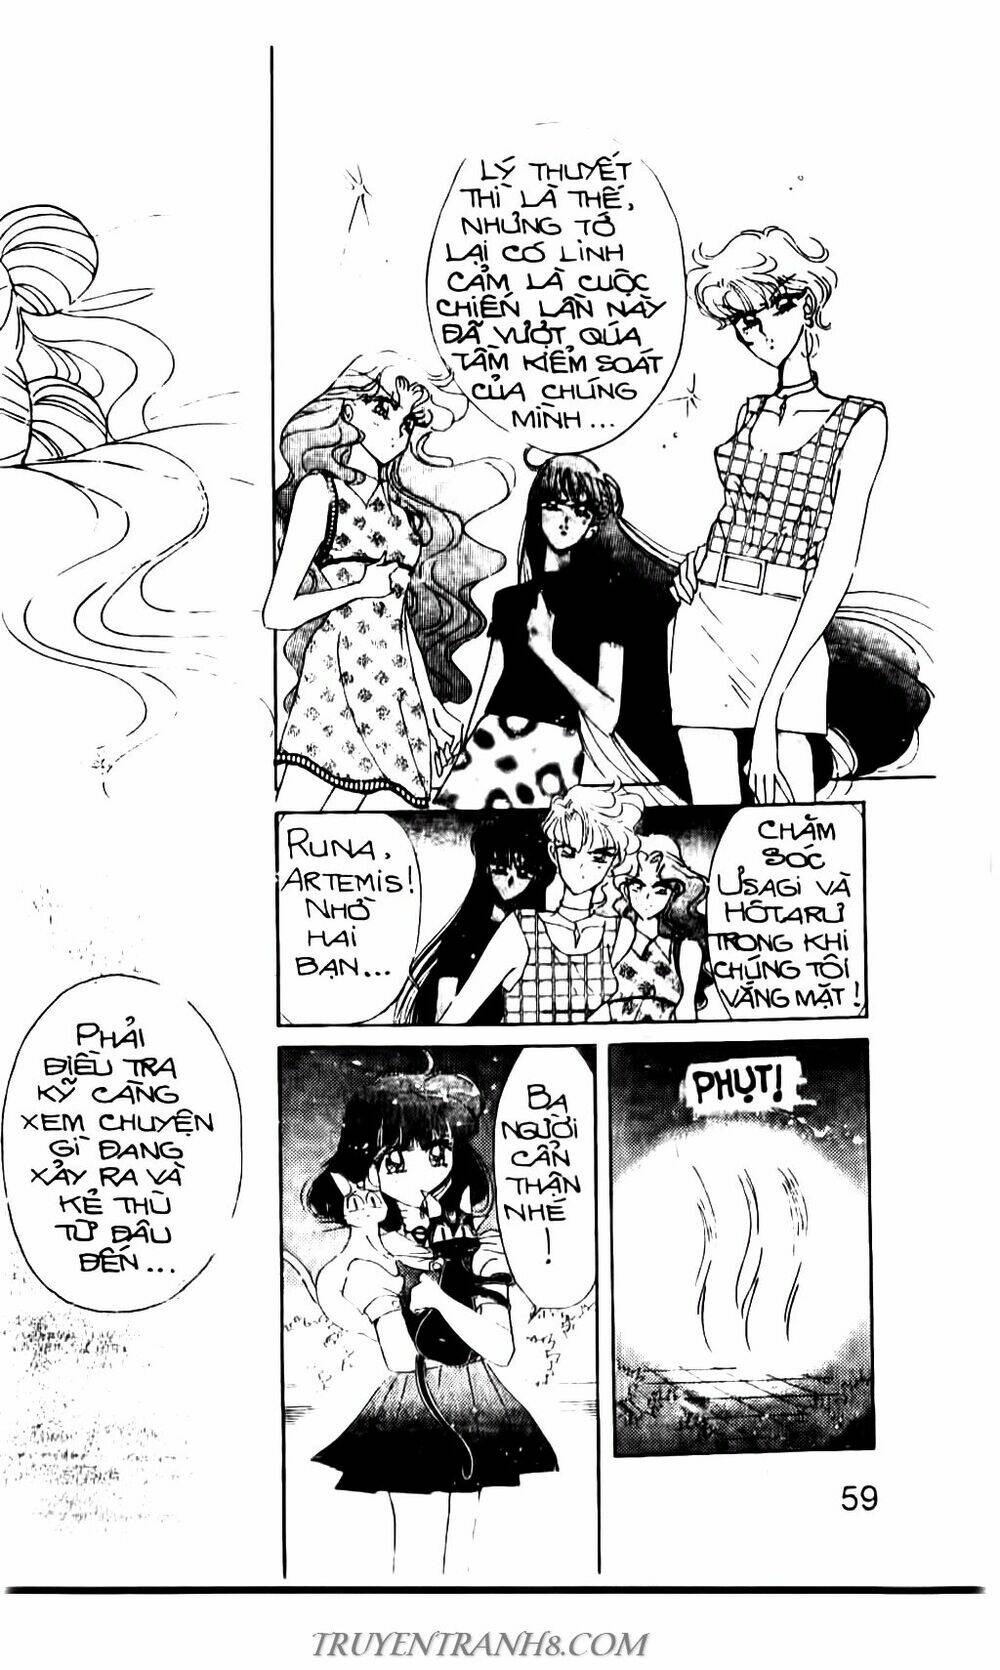 LÝ THUYẾT
THÌ LÀ THẾ,
NHƯNG TỚ
LẠI CÓ LINH
CẢM LÀ CUỘC
CHIẾN LẦN NÀY
ĐÃ VƯỢT QÚA
TẦM KIỂM SOÁT
CỦA CHÚNG
MÌNH ...
RUNA,
ARTEMIS!
NHỜ
HAI
BẠN...
CHĂM
SÓC
ƯSAGI VÀ
HÔTARƯ
TRONG KHI
CHÚNG TÔI
VẮNG MẶT!
PHẢI
ĐIỀU TRA
KỸ CÀNG
XEM CHUYỆN
GÌ ĐANG
XẢY RA VÀ
KẺ THÙ
TỪ ĐÂU
ĐẾN...
BA
NGƯỜI
CẨN
THẬN
NHÉ
!
PHỤT!
59
TRUYENTRANH8.COM